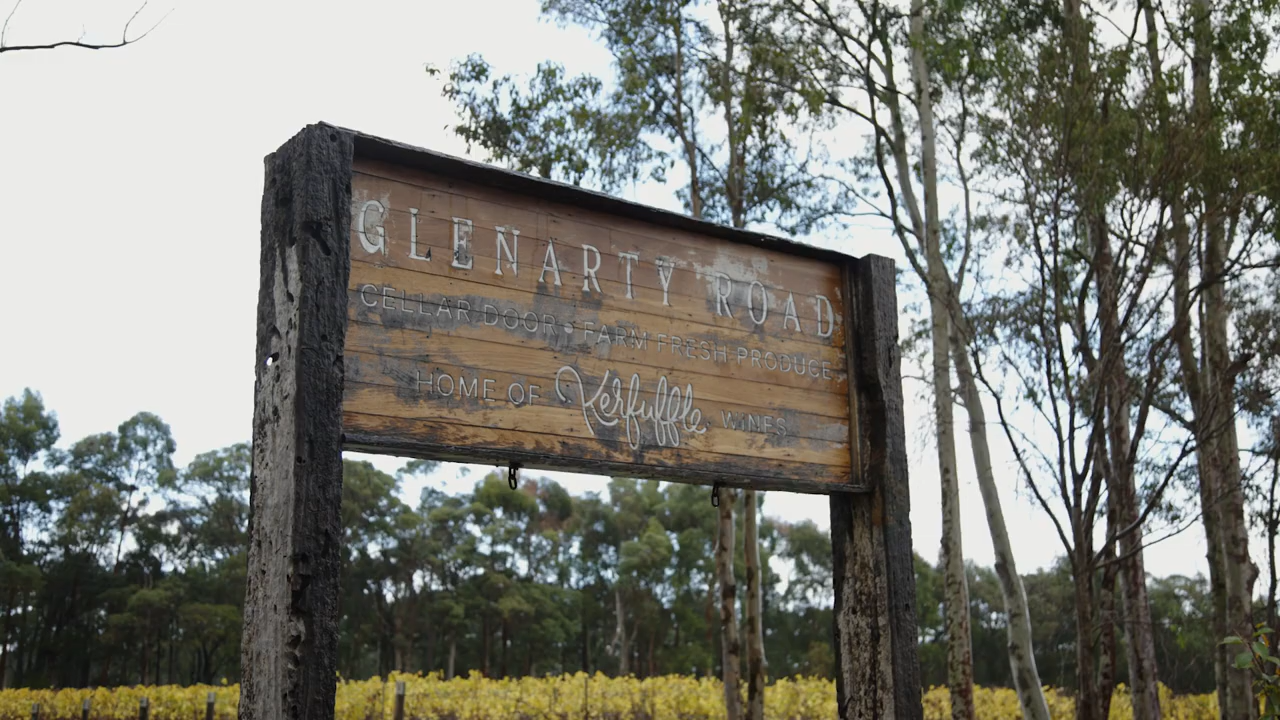 GLENARTY ROAD
CELLAR DOOR • FARM FRESH PRODUCE
HOME OF Kerfuffle WINES